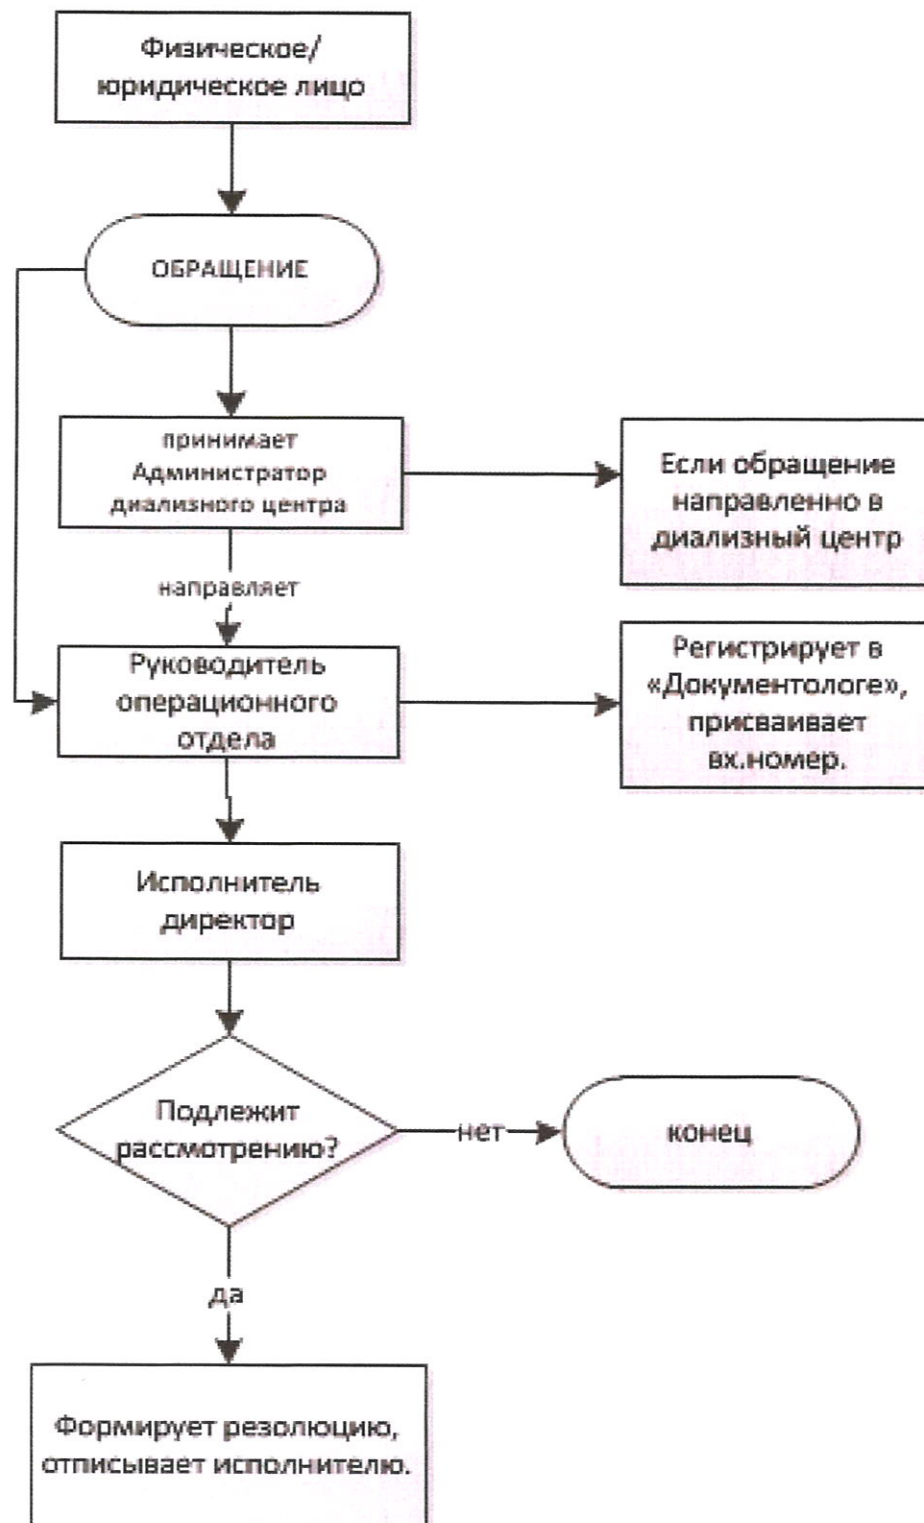 Физическое/
юридическое лицо
ОБРАЩЕНИЕ
принимает
Администратор
диализного центра
Если обращение
направленно в
диализный центр
направляет
Руководитель
операционного
отдела
Регистрирует в
«Документологе»,
присваивает
вх.номер.
Исполнитель
директор
Подлежит
рассмотрению?
нет
конец
да
Формирует резолюцию,
отписывает исполнителю.